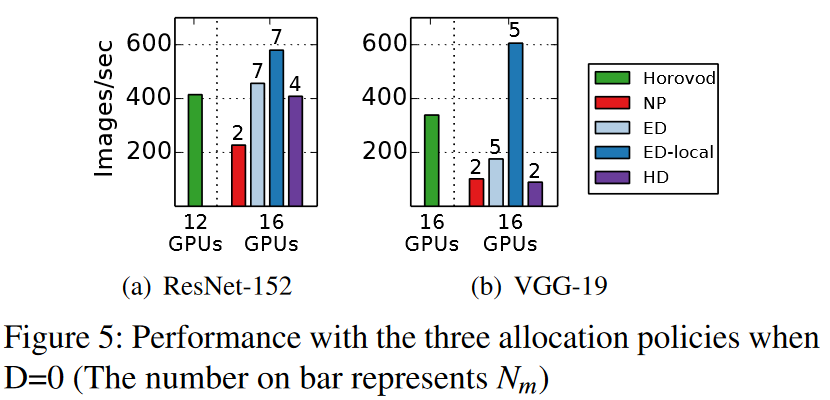 Images/sec
600
400
200
2
7
7
4
12
GPUs
16
GPUs
(a) ResNet-152
600
400
200
2
5
5
2
16
GPUs
16
GPUs
(b) VGG-19
Horovod
NP
ED
ED-local
HD
Figure 5: Performance with the three allocation policies when
D=0 (The number on bar represents Nm)